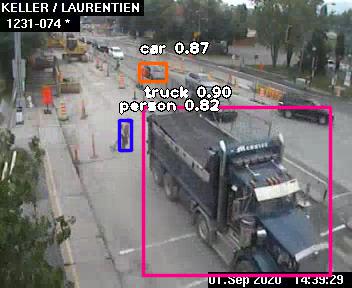 KELLER / LAURENTIEN
1231-074 *
car 0.87
truck 0.90
person 0.82
01.Sep 2020 14:39:29